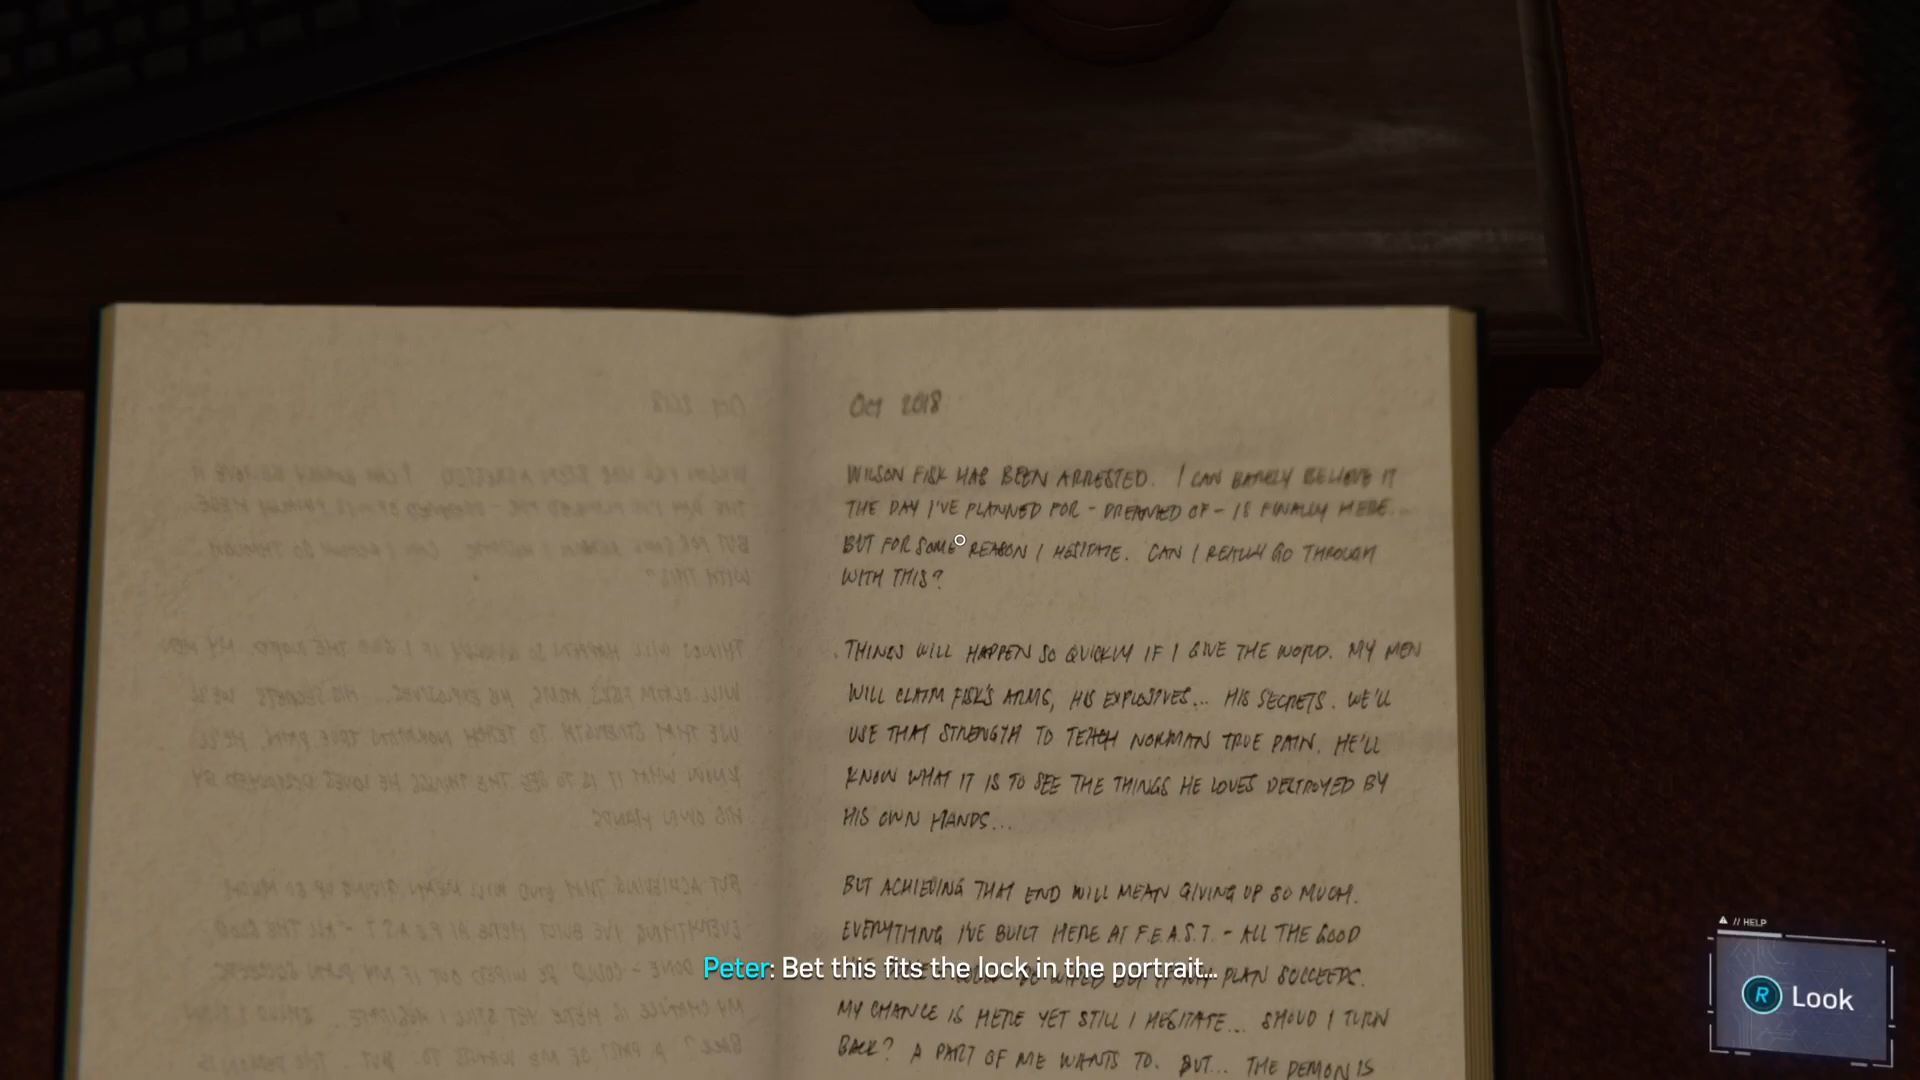 Oct 2018
WILSON FISK HAS BEEN ARRESTED. I CAN BARELY BELIEVE IT
THE DAY I'VE PLANNED FOR - DREAMED OF - IS FINALLY HERE...
BUT FOR SOME REASON I HESITATE. CAN I REALLY GO THROUGH
WITH THIS?
THINGS WILL HAPPEN SO QUICKLY IF I GIVE THE WORD. MY MEN
WILL CLAIM FISK'S ARMS, HIS EXPLOSIVES... HIS SECRETS. WE'LL
USE THAT STRENGTH TO TEACH NORMAN TRUE PAIN. HE'LL
KNOW WHAT IT IS TO SEE THE THINGS HE LOVES DESTROYED BY
HIS OWN HANDS...
BUT ACHIEVING THAT END WILL MEAN GIVING UP SO MUCH.
EVERYTHING I'VE BUILT HERE AT F.E.A.S.T. - ALL THE GOOD
PLAN SUCCEEDS.
MY CHANCE IS HERE YET STILL I HESITATE... SHOUD I TURN
BACK? A PART OF ME WANTS TO. BUT... THE DEMON IS
Peter: Bet this fits the lock in the portrait...
// HELP
R Look